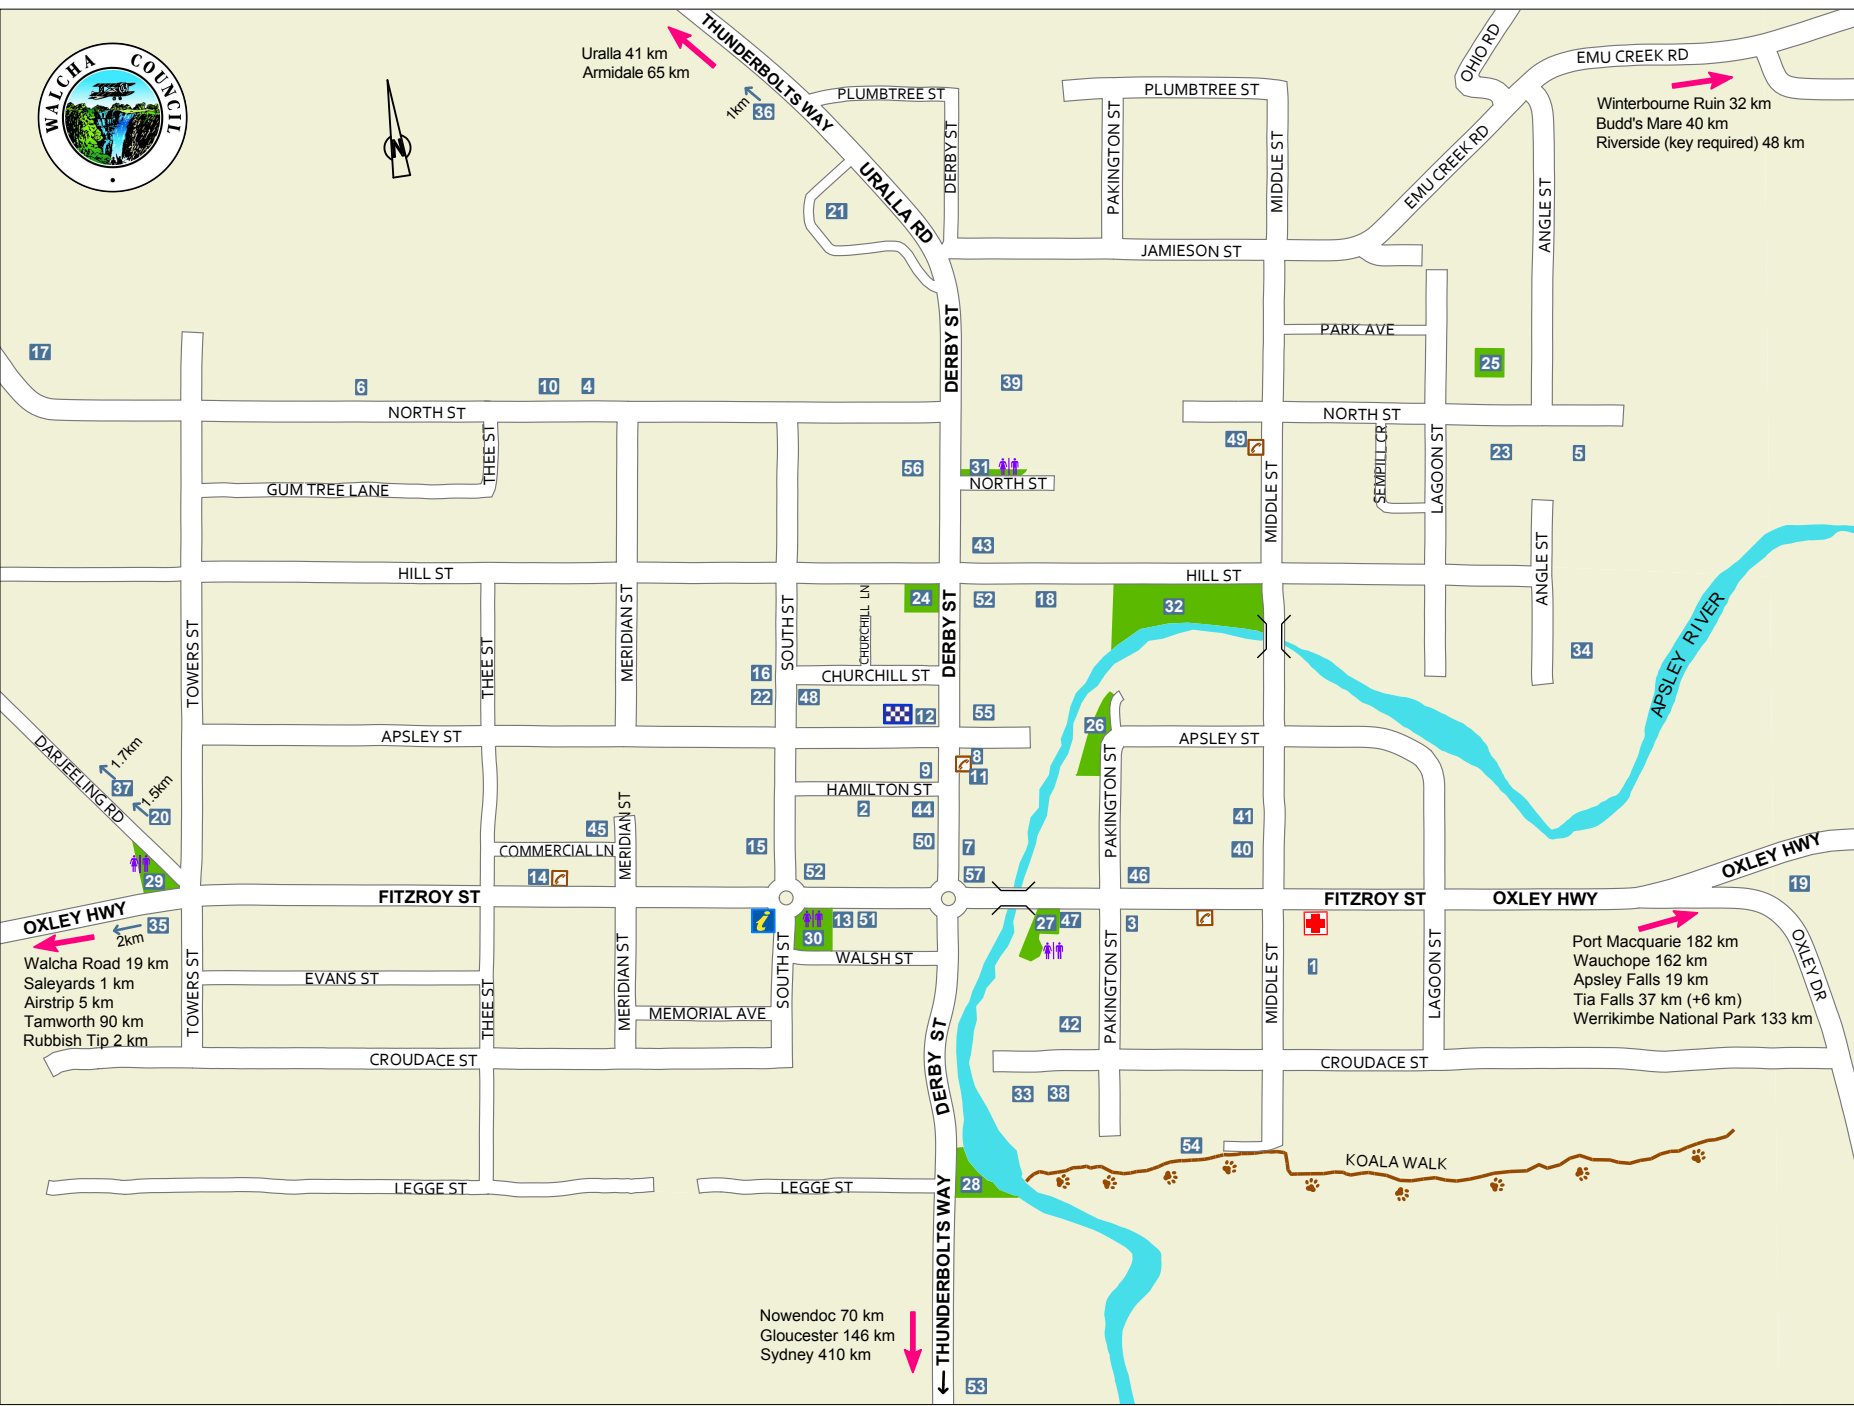 WALCHA COUNCIL
Uralla 41 km
Armidale 65 km
THUNDERBOLTS WAY
1km
36
PLUMBTREE ST
DERBY ST
PLUMBTREE ST
PAKINGTON ST
MIDDLE ST
OHIO RD
EMU CREEK RD
Winterbourne Ruin 32 km
Budd's Mare 40 km
Riverside (key required) 48 km
EMU CREEK RD
ANGLE ST
N
21
URALLA RD
JAMIESON ST
DERBY ST
PARK AVE
17
6
10
4
39
25
NORTH ST
NORTH ST
THEE ST
GUM TREE LANE
56
31
NORTH ST
49
MIDDLE ST
SEMPILL CR
LAGOON ST
23
5
43
HILL ST
HILL ST
ANGLE ST
TOWERS ST
THEE ST
MERIDIAN ST
SOUTH ST
CHURCHILL LN
24
DERBY ST
52
18
32
34
APSLEY RIVER
16
22
48
CHURCHILL ST
12
55
26
APSLEY ST
APSLEY ST
DARJEELING RD
1.7km
37
1.5km
20
9
8
11
HAMILTON ST
2
44
PAKINGTON ST
41
45
MERIDIAN ST
COMMERCIAL LN
15
50
7
40
14
52
57
46
29
FITZROY ST
FITZROY ST
OXLEY HWY
OXLEY HWY
19
OXLEY HWY
35
2km
i
30
13
51
27
47
3
Walcha Road 19 km
Saleyards 1 km
Airstrip 5 km
Tamworth 90 km
Rubbish Tip 2 km
TOWERS ST
EVANS ST
THEE ST
MERIDIAN ST
SOUTH ST
WALSH ST
MEMORIAL AVE
DERBY ST
42
PAKINGTON ST
MIDDLE ST
1
LAGOON ST
Port Macquarie 182 km
Wauchope 162 km
Apsley Falls 19 km
Tia Falls 37 km (+6 km)
Werrikimbe National Park 133 km
OXLEY DR
CROUDACE ST
CROUDACE ST
33
38
54
KOALA WALK
LEGGE ST
LEGGE ST
28
THUNDERBOLTS WAY
Nowendoc 70 km
Gloucester 146 km
Sydney 410 km
53